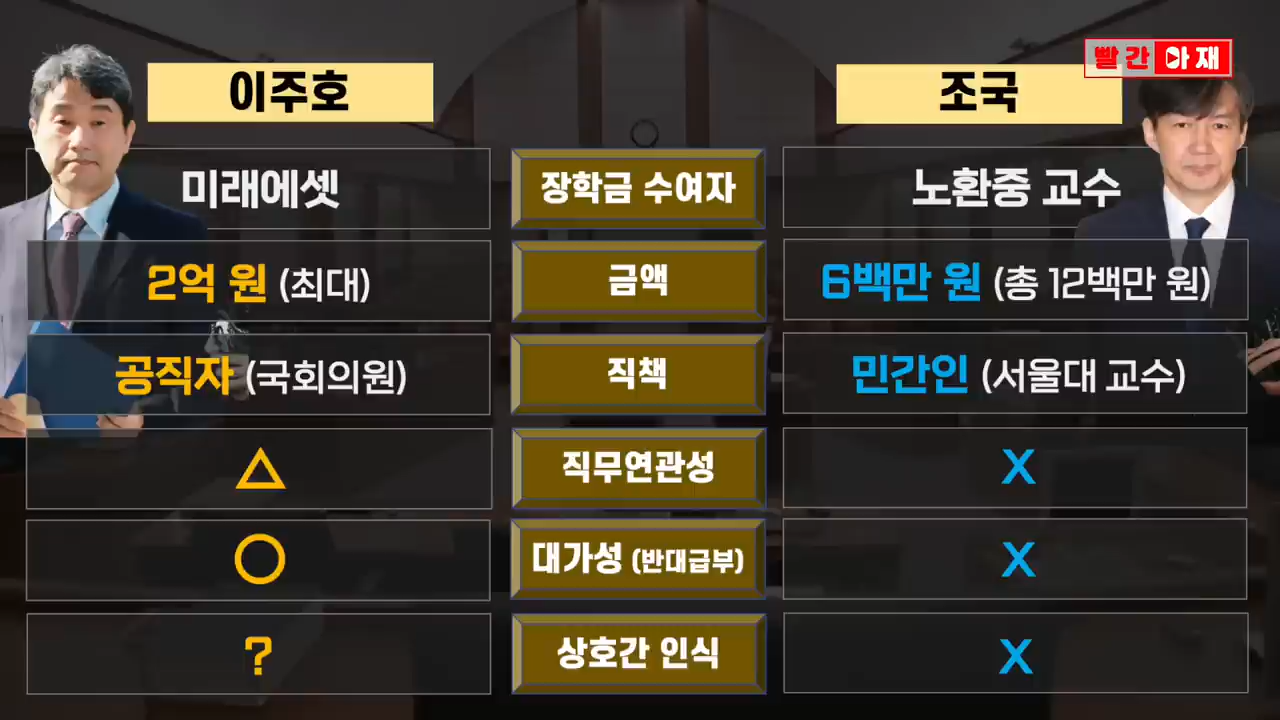 빨간아재
이주호
조국
미래에셋
장학금 수여자
노환중 교수
2억 원 (최대)
금액
6백만 원 (총 12백만 원)
공직자 (국회의원)
직책
민간인 (서울대 교수)
△
직무연관성
X
○
대가성 (반대급부)
X
?
상호간 인식
X